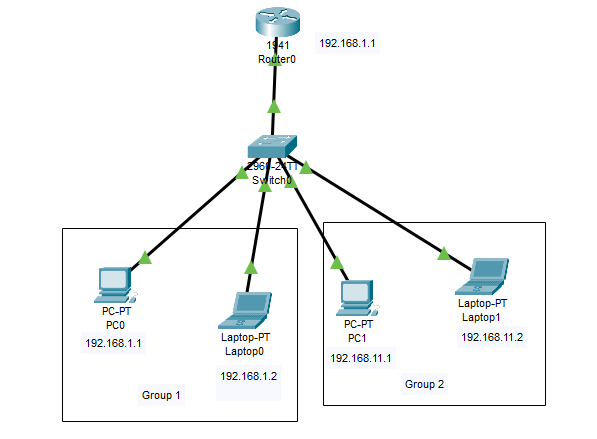 1941
Router0
192.168.1.1
2960-24TT
Switch0
PC-PT
PC0
192.168.1.1
Laptop-PT
Laptop0
192.168.1.2
Group 1
PC-PT
PC1
192.168.11.1
Laptop-PT
Laptop1
192.168.11.2
Group 2